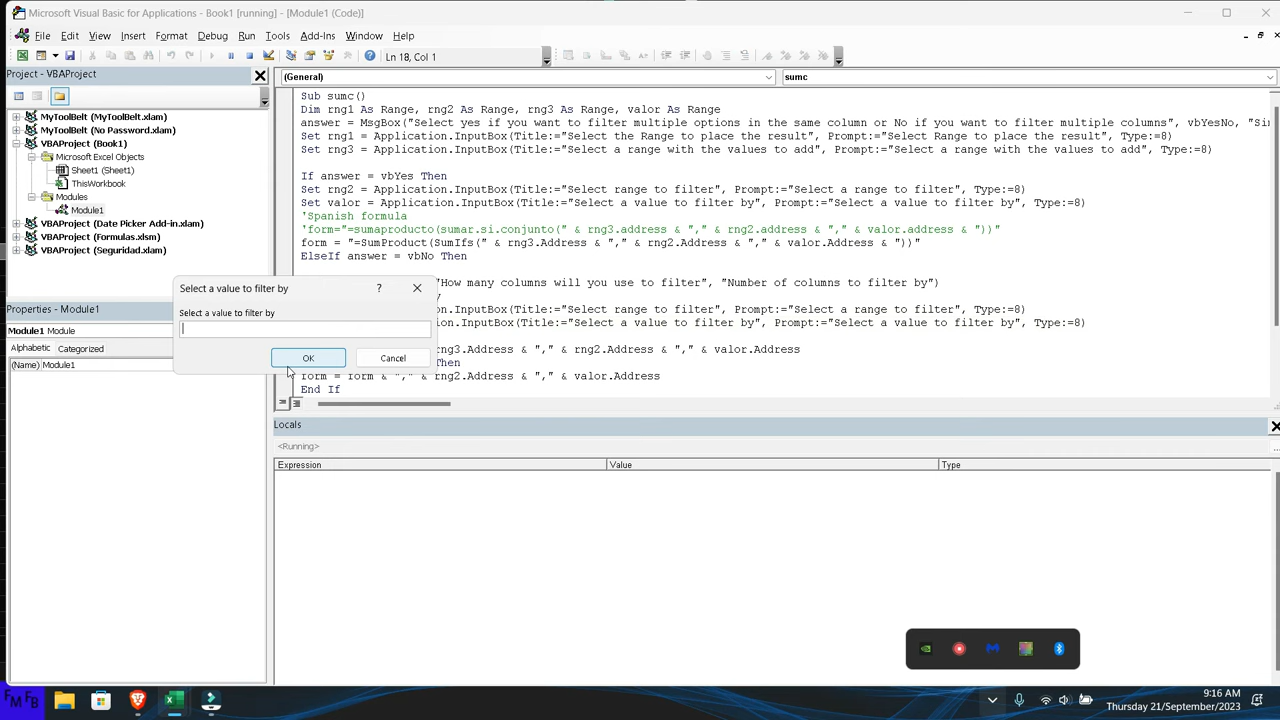 Microsoft Visual Basic for Applications - Book1 [running] - [Module1 (Code)]
File Edit View Insert Format Debug Run Tools Add-Ins Window Help
Ln 18, Col 1
Project - VBAProject
(General)
sumc
MyToolBelt (MyToolBelt.xlam)
MyToolBelt (No Password.xlam)
VBAProject (Book1)
Microsoft Excel Objects
Sheet1 (Sheet1)
ThisWorkbook
Modules
Module1
VBAProject (Date Picker Add-in.xlam)
VBAProject (Formulas.xlsm)
VBAProject (Seguridad.xlam)
Sub sumc()
Dim rng1 As Range, rng2 As Range, rng3 As Range, valor As Range
answer = MsgBox("Select yes if you want to filter multiple options in the same column or No if you want to filter multiple columns", vbYesNo, "Sin
Set rng1 = Application.InputBox(Title:="Select the Range to place the result", Prompt:="Select Range to place the result", Type:=8)
Set rng3 = Application.InputBox(Title:="Select a range with the values to add", Prompt:="Select a range with the values to add", Type:=8)
If answer = vbYes Then
Set rng2 = Application.InputBox(Title:="Select range to filter", Prompt:="Select a range to filter", Type:=8)
Set valor = Application.InputBox(Title:="Select a value to filter by", Prompt:="Select a value to filter by", Type:=8)
'Spanish formula
'form="=sumaproducto(sumar.si.conjunto(" & rng3.address & "," & rng2.address & "," & valor.address & "))"
form = "=SumProduct(SumIfs(" & rng3.Address & "," & rng2.Address & "," & valor.Address & "))"
ElseIf answer = vbNo Then
"How many columns will you use to filter", "Number of columns to filter by")
y
ion.InputBox(Title:="Select range to filter", Prompt:="Select a range to filter", Type:=8)
ion.InputBox(Title:="Select a value to filter by", Prompt:="Select a value to filter by", Type:=8)
rng3.Address & "," & rng2.Address & "," & valor.Address
Then
form = form & "," & rng2.Address & "," & valor.Address
End If
Select a value to filter by
?
Select a value to filter by
OK
Cancel
Properties - Module1
Module1 Module
Alphabetic Categorized
(Name) Module1
Locals
<Running>
Expression Value Type
FMFB
9:16 AM
Thursday 21/September/2023